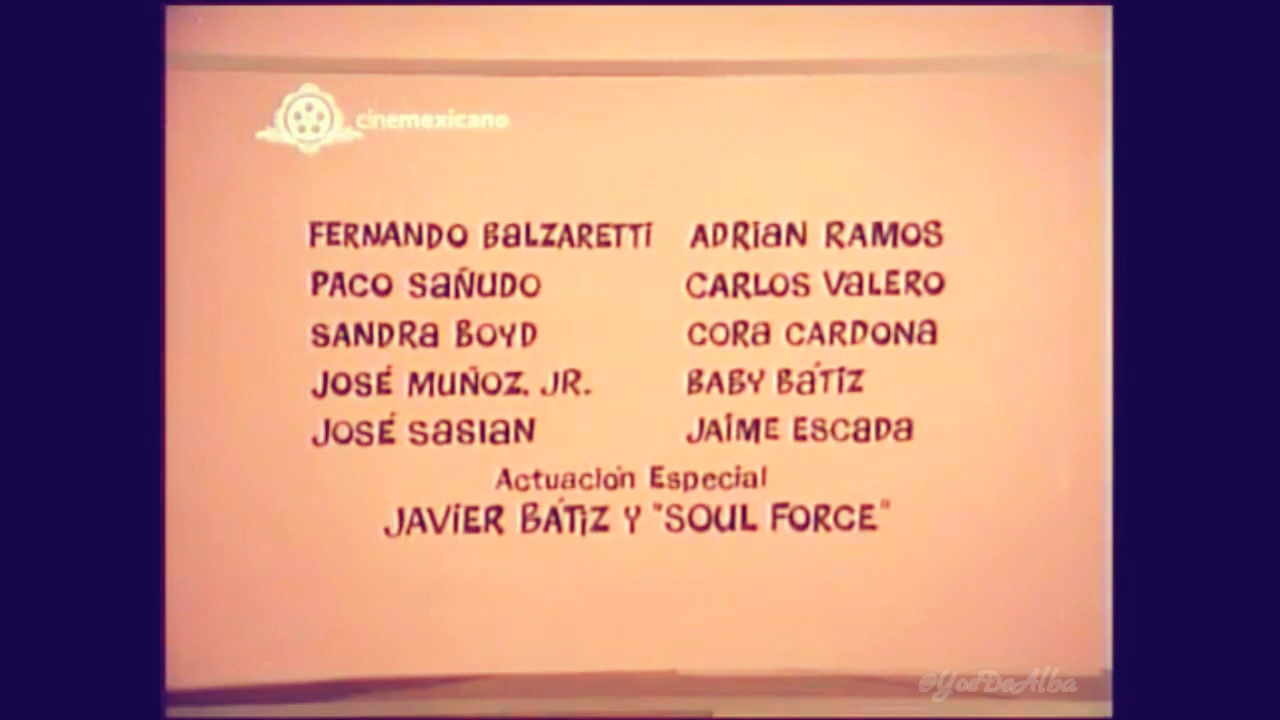 cinemexicano
FERNANDO BALZARETTI ADRIAN RAMOS
PACO SAÑUDO CARLOS VALERO
SANDRA BOYD CORA CARDONA
JOSÉ MUÑOZ, JR. BABY BÁTIZ
JOSÉ SASIAN JAIME ESCADA
Actuación Especial
JAVIER BÁTIZ Y "SOUL FORCE"
@YoeDeAlba